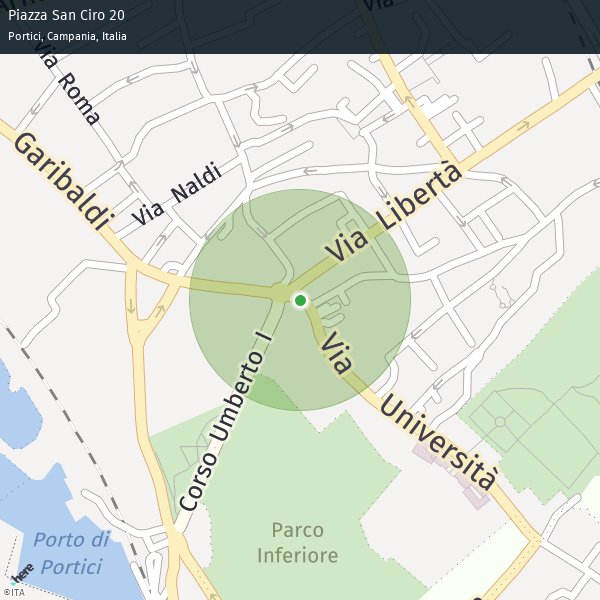 Piazza San Ciro 20
Portici, Campania, Italia
Via Roma
Garibaldi
Via Naldi
Via Libertà
Via
Università
Corso Umberto I
Parco
Inferiore
Porto di
Portici
here
©ITA